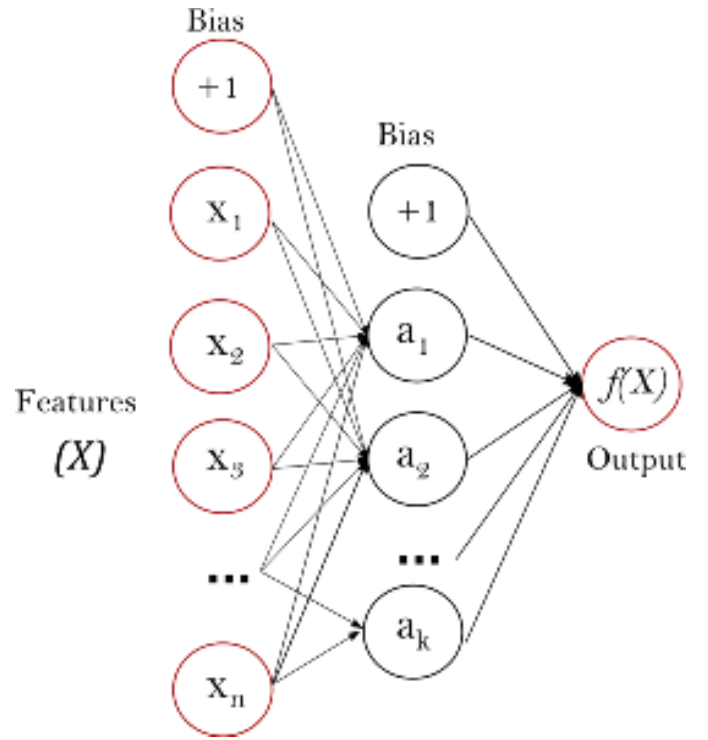 Bias
+1
x₁
x₂
x₃
...
xₙ
Features
(X)
Bias
+1
a₁
a₂
...
aₖ
f(X)
Output